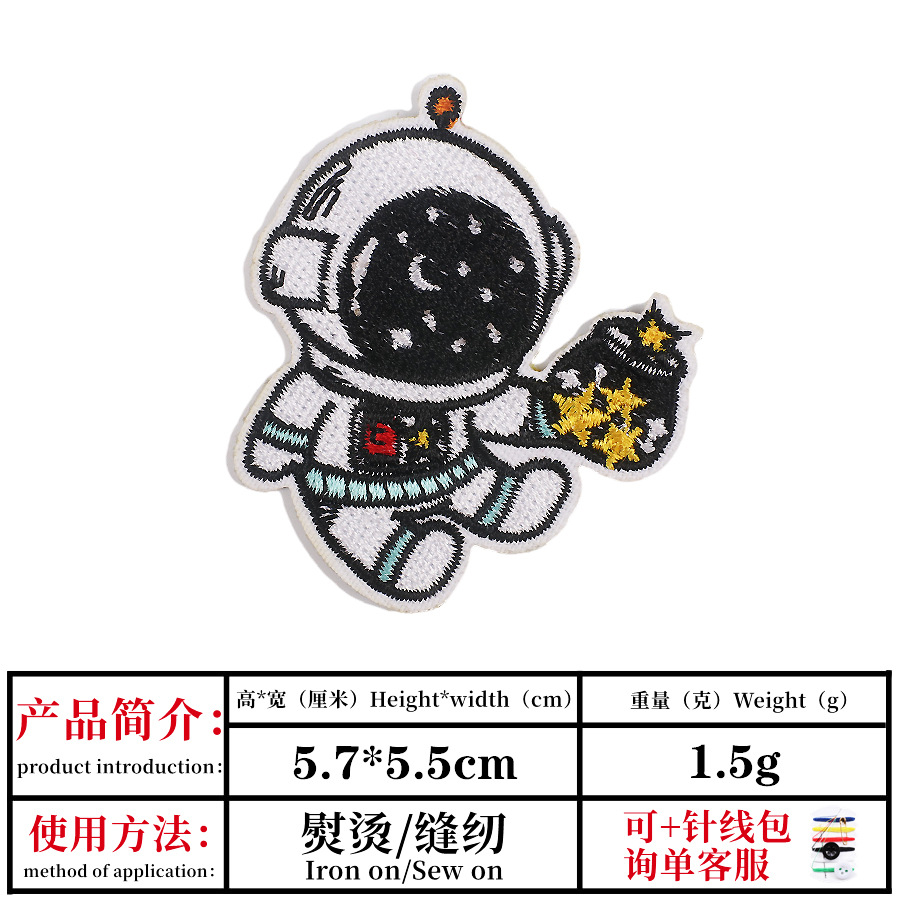 产品简介：
product introduction：
高*宽（厘米）Height*width（cm）
重量（克）Weight（g）
5.7*5.5cm
1.5g
使用方法：
method of application：
熨烫/缝纫
Iron on/Sew on
可+针线包
询单客服